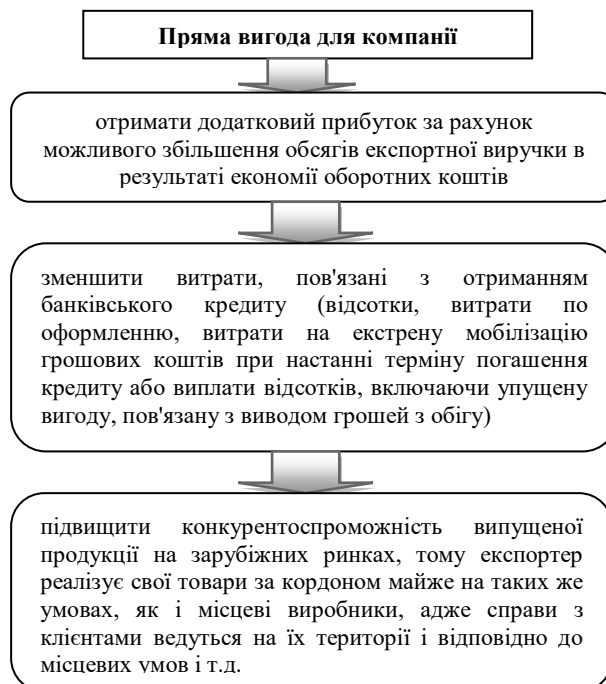 Пряма вигода для компанії
отримати додатковий прибуток за рахунок
можливого збільшення обсягів експортної виручки в
результаті економії оборотних коштів
зменшити витрати, пов'язані з отриманням
банківського кредиту (відсотки, витрати по
оформленню, витрати на екстрену мобілізацію
грошових коштів при настанні терміну погашення
кредиту або виплати відсотків, включаючи упущену
вигоду, пов'язану з виводом грошей з обігу)
підвищити конкурентоспроможність випущеної
продукції на зарубіжних ринках, тому експортер
реалізує свої товари за кордоном майже на таких же
умовах, як і місцеві виробники, адже справи з
клієнтами ведуться на їх території і відповідно до
місцевих умов і т.д.